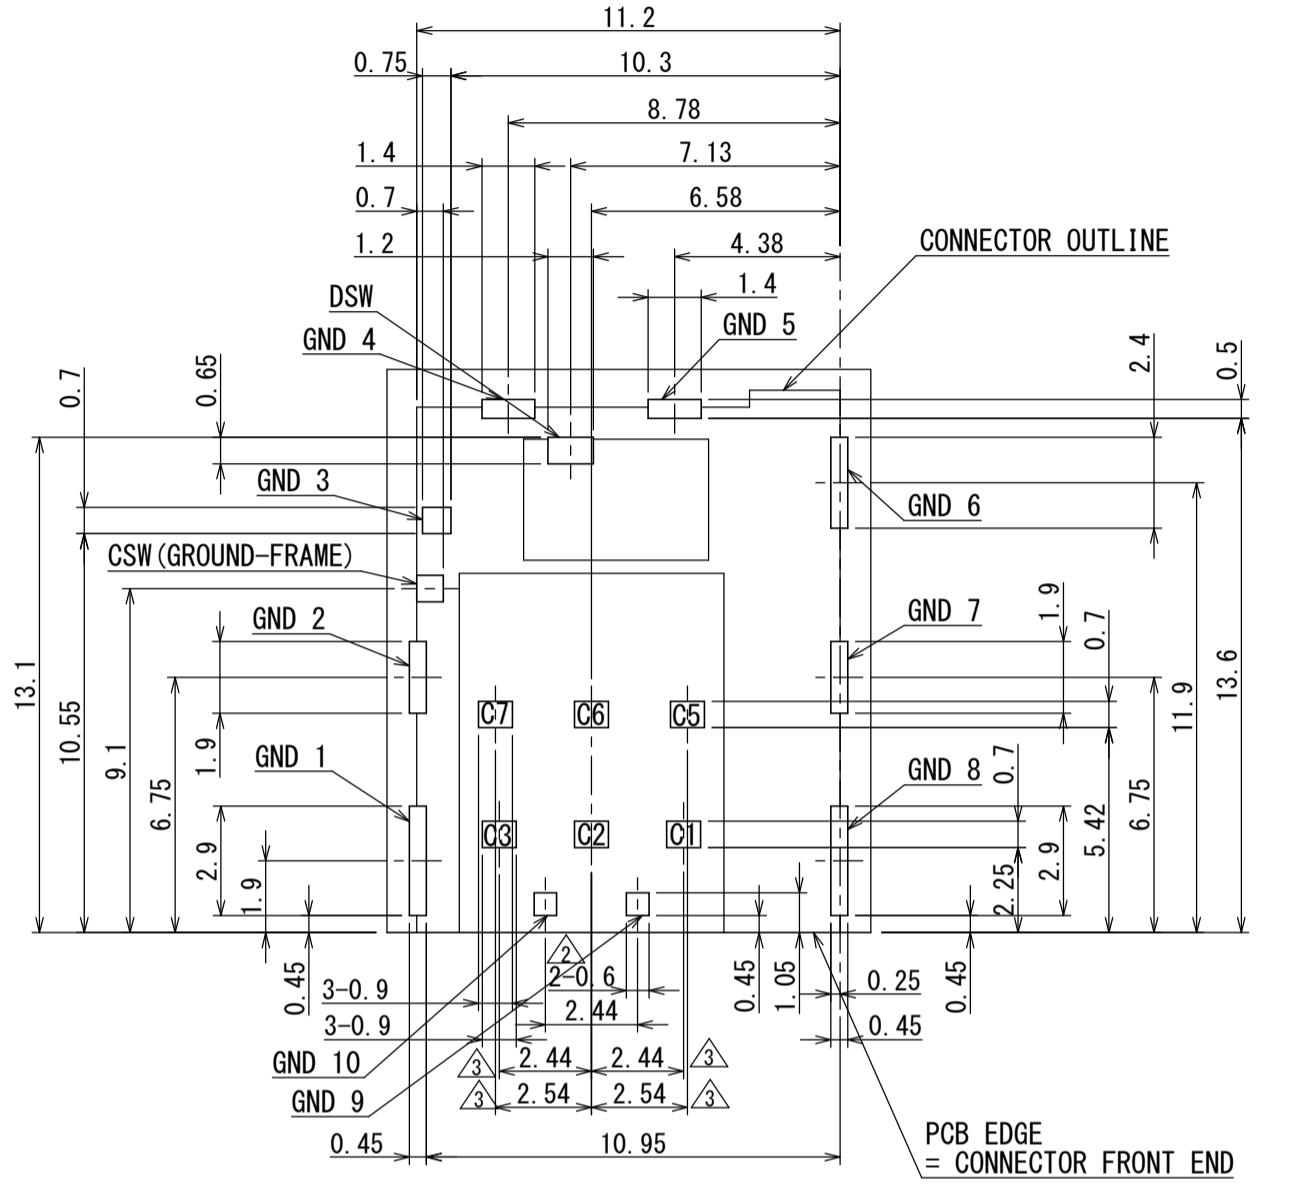 11.2
0.75
10.3
8.78
1.4
7.13
0.7
6.58
1.2
4.38
CONNECTOR OUTLINE
DSW
1.4
GND 4
GND 5
0.7
0.65
2.4
0.5
GND 3
GND 6
CSW(GROUND-FRAME)
GND 2
GND 7
1.9
0.7
13.1
10.55
9.1
6.75
1.9
C7
C6
C5
11.9
13.6
GND 1
GND 8
0.7
2.9
1.9
C3
C2
C1
2.25
2.9
5.42
6.75
0.45
2
3-0.9
2-0.6
0.45
1.05
0.25
0.45
3-0.9
2.44
0.45
GND 10
3
2.44
2.44
3
GND 9
3
2.54
2.54
3
0.45
10.95
PCB EDGE
= CONNECTOR FRONT END